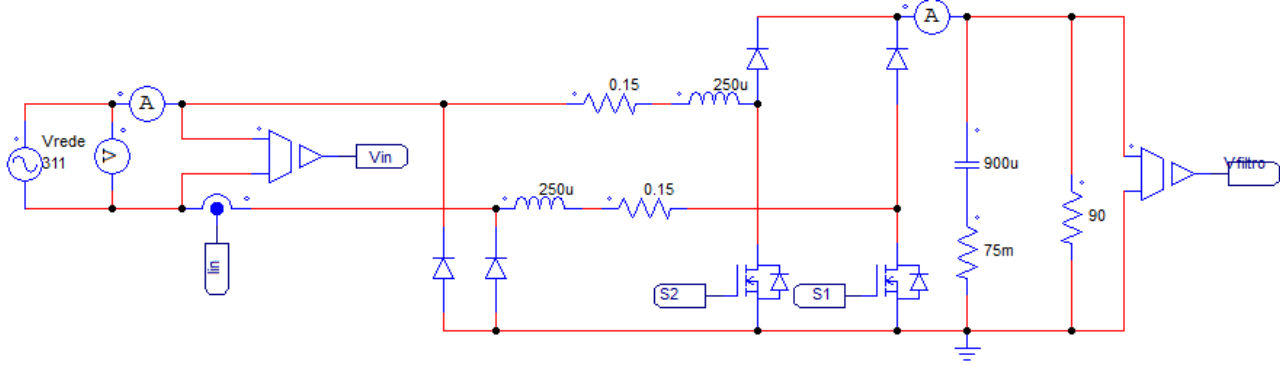 A
0.15
250u
A
Vrede
311
V
Vin
250u
0.15
900u
Vfiltro
90
75m
Iin
S2
S1